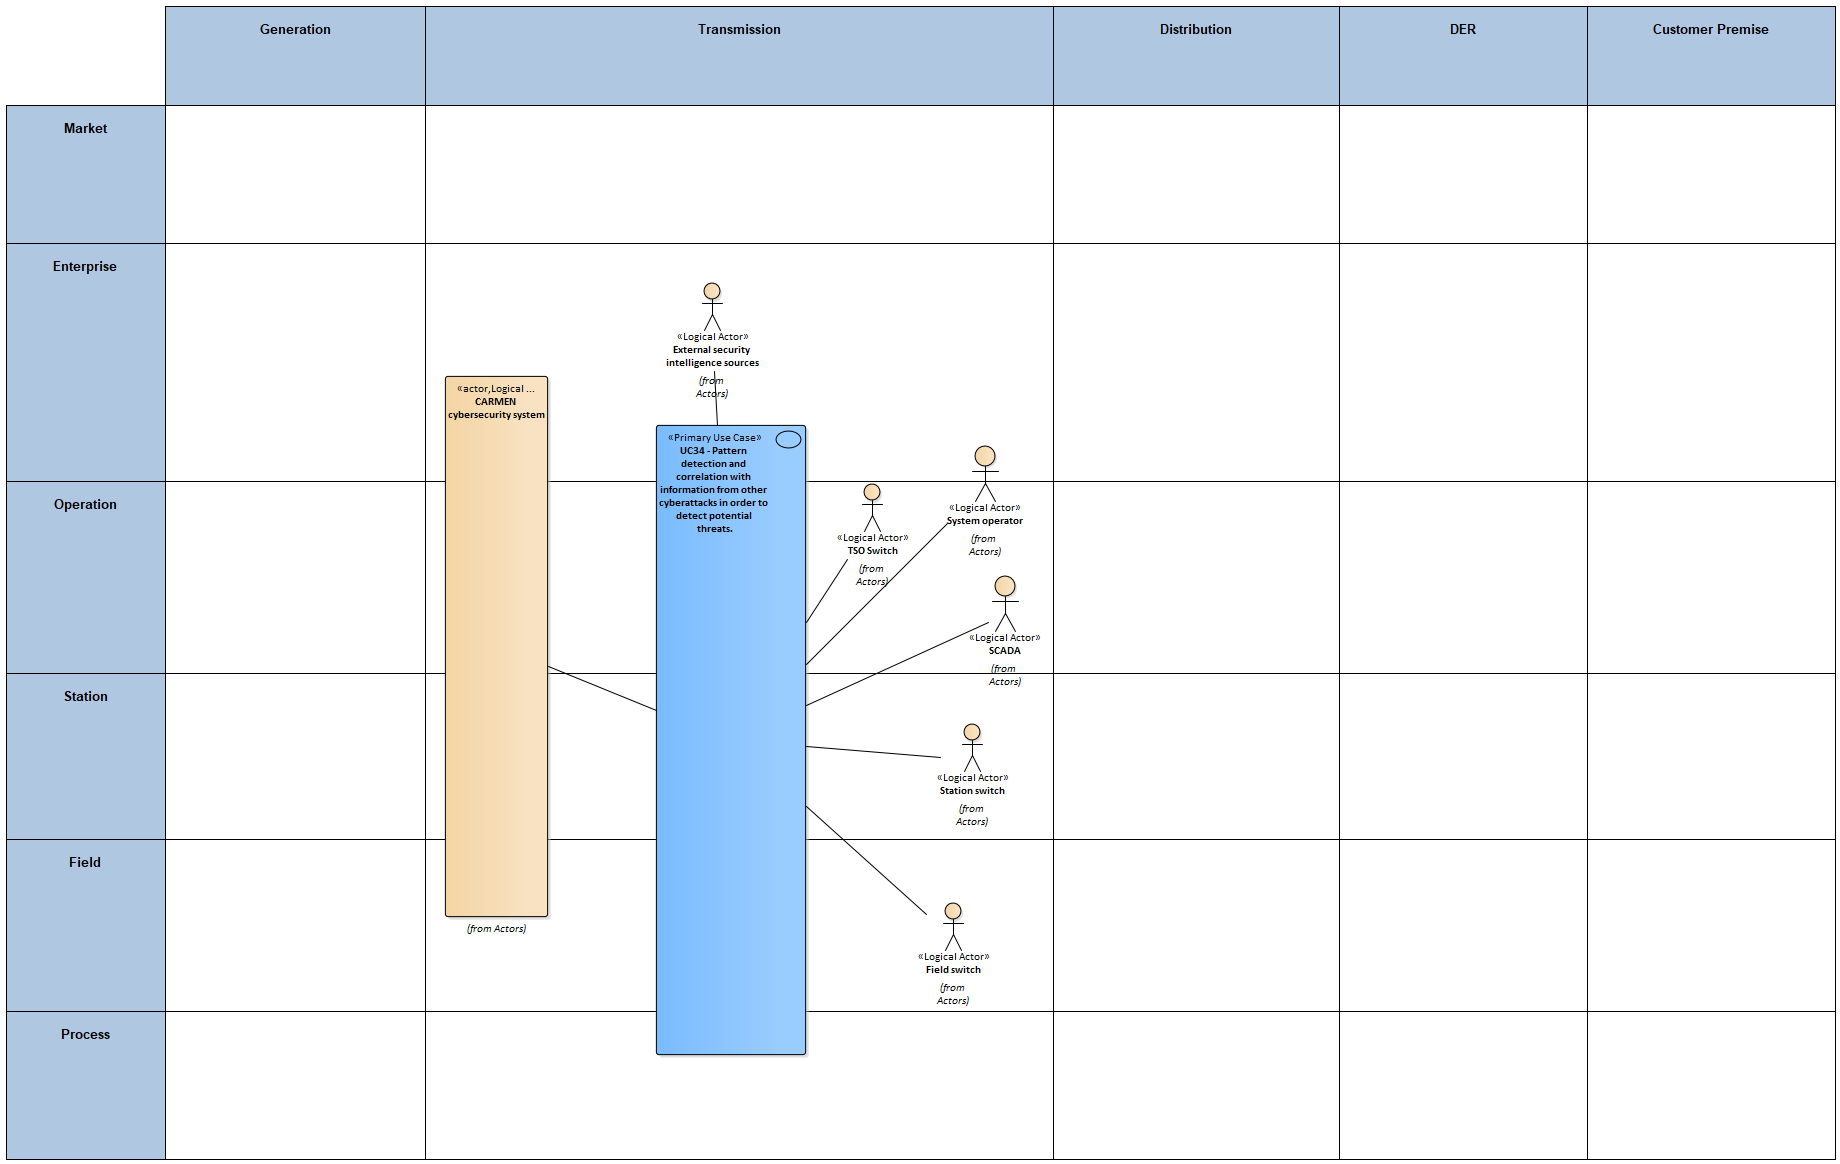 Generation
Transmission
Distribution
DER
Customer Premise
Market
Enterprise
«Logical Actor»
External security
intelligence sources
(from
Actors)
«actor,Logical ...
CARMEN
cybersecurity system
(from Actors)
«Primary Use Case»
UC34 - Pattern
detection and
correlation with
information from other
cyberattacks in order to
detect potential
threats.
Operation
«Logical Actor»
TSO Switch
(from
Actors)
«Logical Actor»
System operator
(from
Actors)
«Logical Actor»
SCADA
(from
Actors)
Station
«Logical Actor»
Station switch
(from
Actors)
Field
«Logical Actor»
Field switch
(from
Actors)
Process